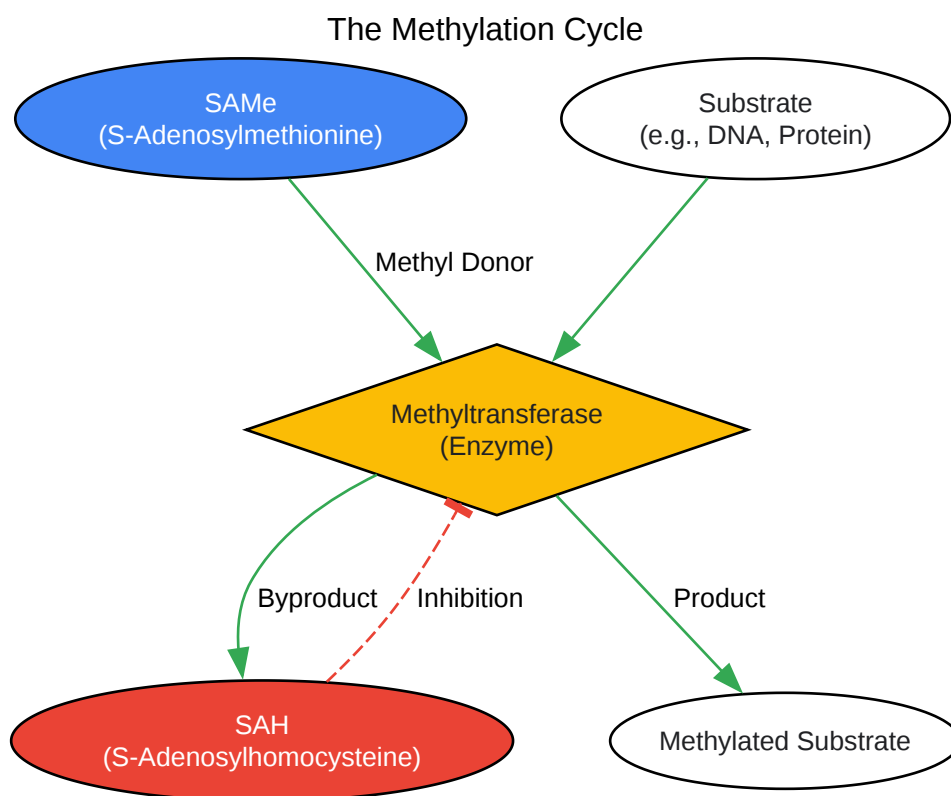 The Methylation Cycle
SAMe
(S-Adenosylmethionine)
Substrate
(e.g., DNA, Protein)
Methyl Donor
Methyltransferase
(Enzyme)
Byproduct
Inhibition
Product
SAH
(S-Adenosylhomocysteine)
Methylated Substrate